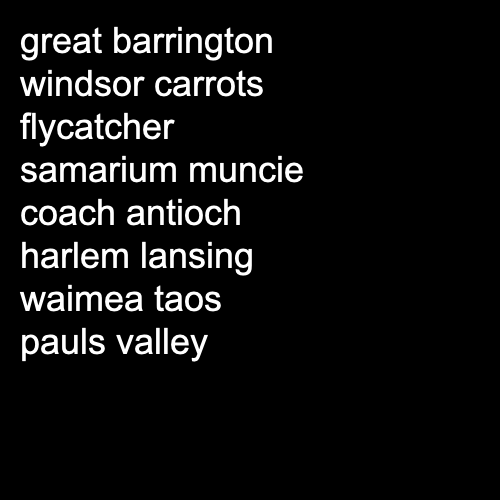 great barrington
windsor carrots
flycatcher
samarium muncie
coach antioch
harlem lansing
waimea taos
pauls valley